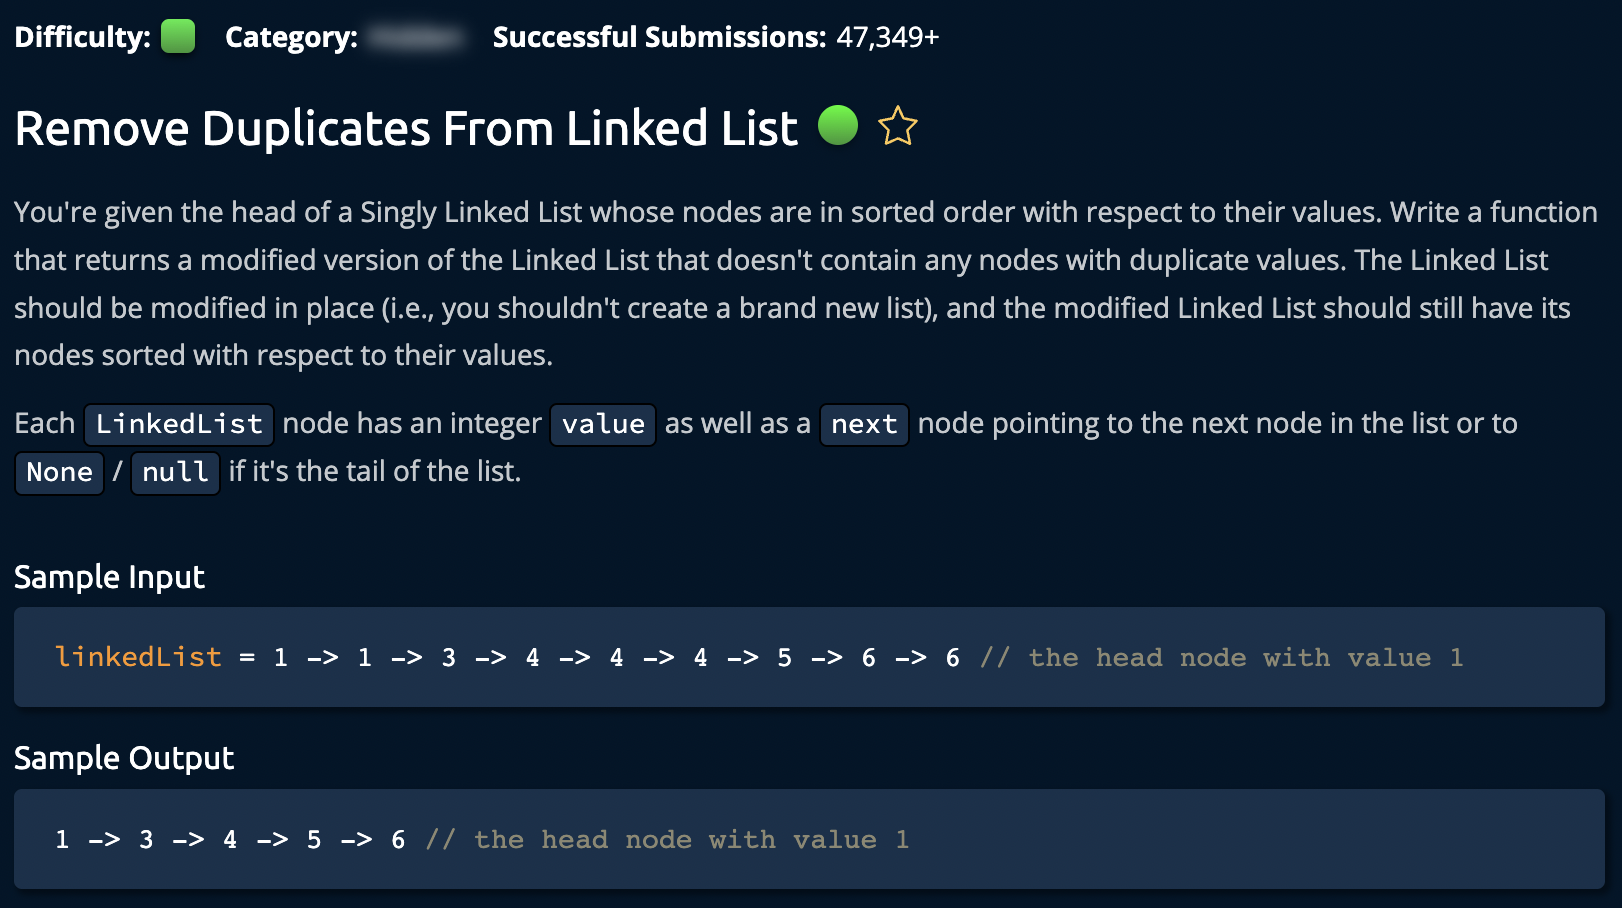 Difficulty: Category: Successful Submissions: 47,349+
Remove Duplicates From Linked List
You're given the head of a Singly Linked List whose nodes are in sorted order with respect to their values. Write a function
that returns a modified version of the Linked List that doesn't contain any nodes with duplicate values. The Linked List
should be modified in place (i.e., you shouldn't create a brand new list), and the modified Linked List should still have its
nodes sorted with respect to their values.
Each LinkedList node has an integer value as well as a next node pointing to the next node in the list or to
None / null if it's the tail of the list.
Sample Input
linkedList = 1 -> 1 -> 3 -> 4 -> 4 -> 4 -> 5 -> 6 -> 6 // the head node with value 1
Sample Output
1 -> 3 -> 4 -> 5 -> 6 // the head node with value 1